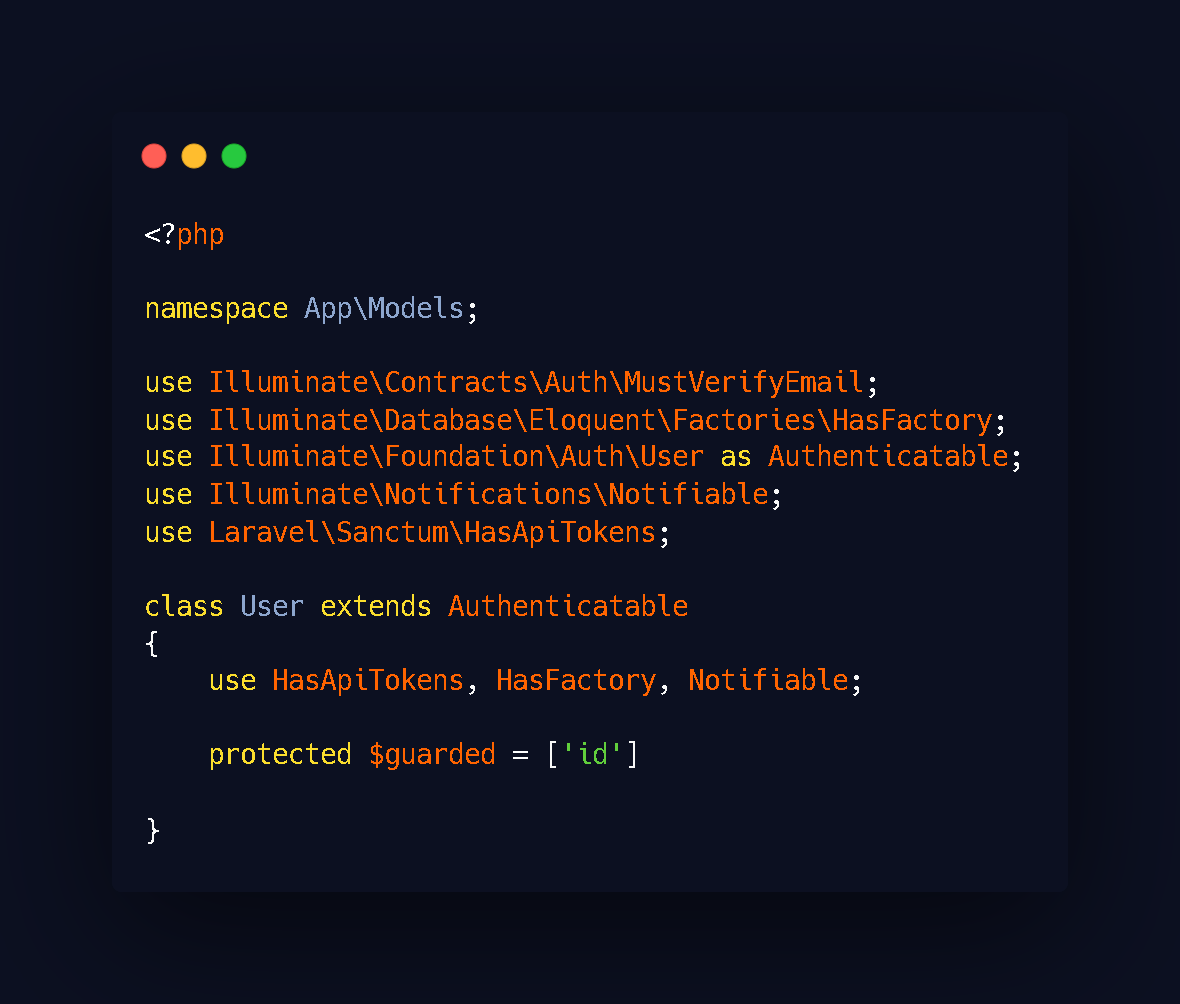 <?php
namespace App\Models;
use Illuminate\Contracts\Auth\MustVerifyEmail;
use Illuminate\Database\Eloquent\Factories\HasFactory;
use Illuminate\Foundation\Auth\User as Authenticatable;
use Illuminate\Notifications\Notifiable;
use Laravel\Sanctum\HasApiTokens;
class User extends Authenticatable
{
    use HasApiTokens, HasFactory, Notifiable;
    protected $guarded = ['id']
}